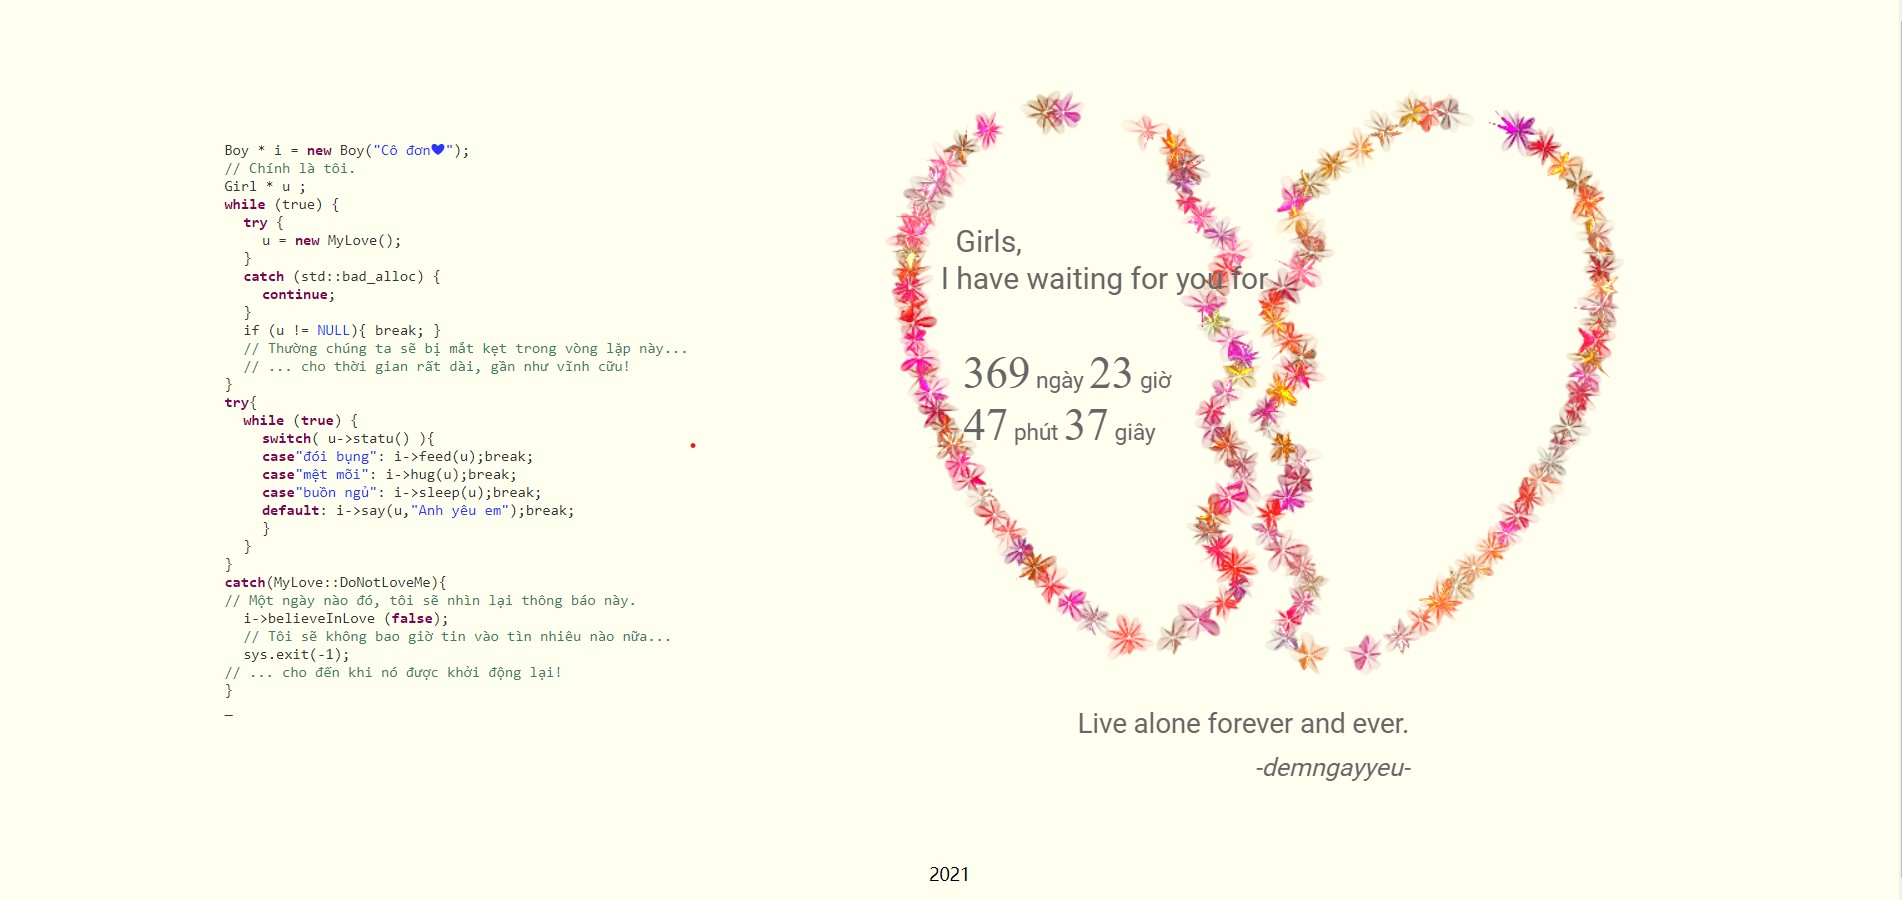 Boy * i = new Boy("Cô đơn♥");
// Chính là tôi.
Girl * u ;
while (true) {
try {
u = new MyLove();
}
catch (std::bad_alloc) {
continue;
}
if (u != NULL){ break; }
// Thường chúng ta sẽ bị mắt kẹt trong vòng lặp này...
// ... cho thời gian rất dài, gần như vĩnh cữu!
}
try{
while (true) {
switch( u->statu() ){
case"đói bụng": i->feed(u);break;
case"mệt mõi": i->hug(u);break;
case"buồn ngủ": i->sleep(u);break;
default: i->say(u,"Anh yêu em");break;
}
}
}
catch(MyLove::DoNotLoveMe){
// Một ngày nào đó, tôi sẽ nhìn lại thông báo này.
i->believeInLove (false);
// Tôi sẽ không bao giờ tin vào tìn nhiêu nào nữa...
sys.exit(-1);
// ... cho đến khi nó được khởi động lại!
}
_
Girls,
I have waiting for you for
369 ngày 23 giờ
47 phút 37 giây
Live alone forever and ever.
-demngayyeu-
2021